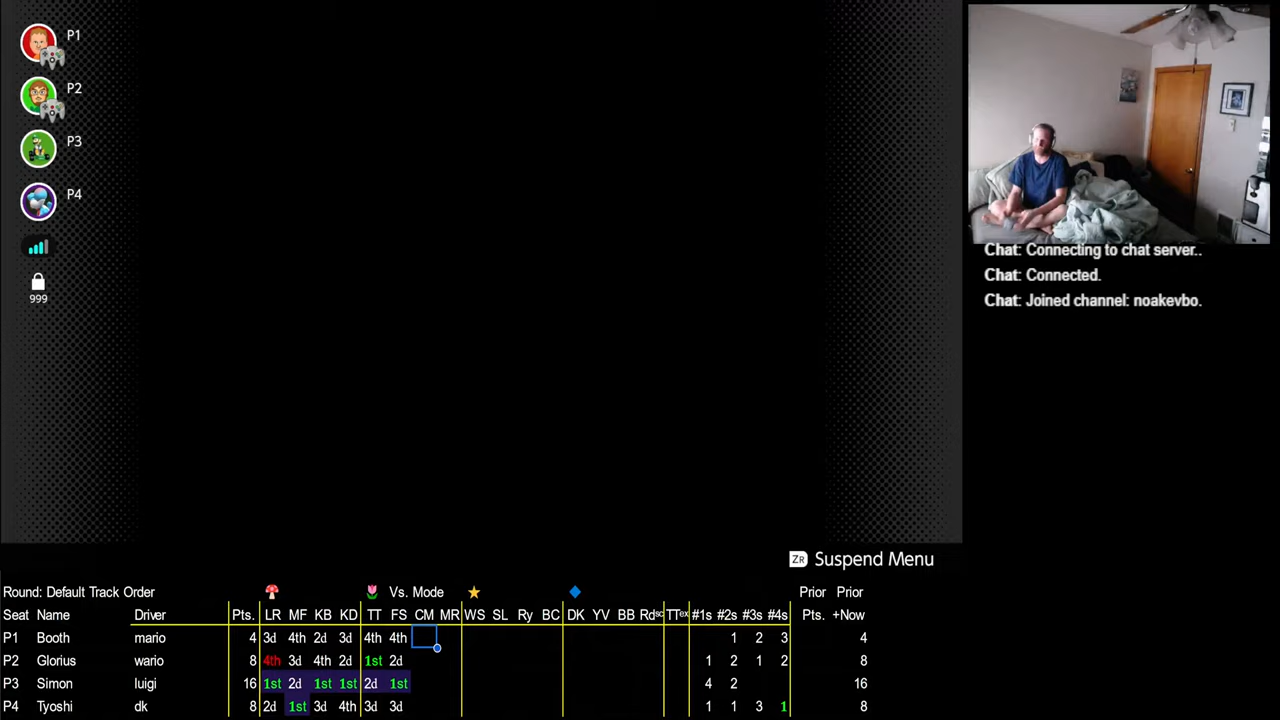 P1
P2
P3
P4
999
Chat: Connecting to chat server..
Chat: Connected.
Chat: Joined channel: noakevbo.
ZR Suspend Menu
Round: Default Track Order Vs. Mode Prior Prior
Seat Name Driver Pts. LR MF KB KD TT FS CM MR WS SL Ry BC DK YV BB Rdsc TTex #1s #2s #3s #4s Pts. +Now
P1 Booth mario 4 3d 4th 2d 3d 4th 4th 1 2 3 4
P2 Glorius wario 8 4th 3d 4th 2d 1st 2d 1 2 1 2 8
P3 Simon luigi 16 1st 2d 1st 1st 2d 1st 4 2 16
P4 Tyoshi dk 8 2d 1st 3d 4th 3d 3d 1 1 3 1 8